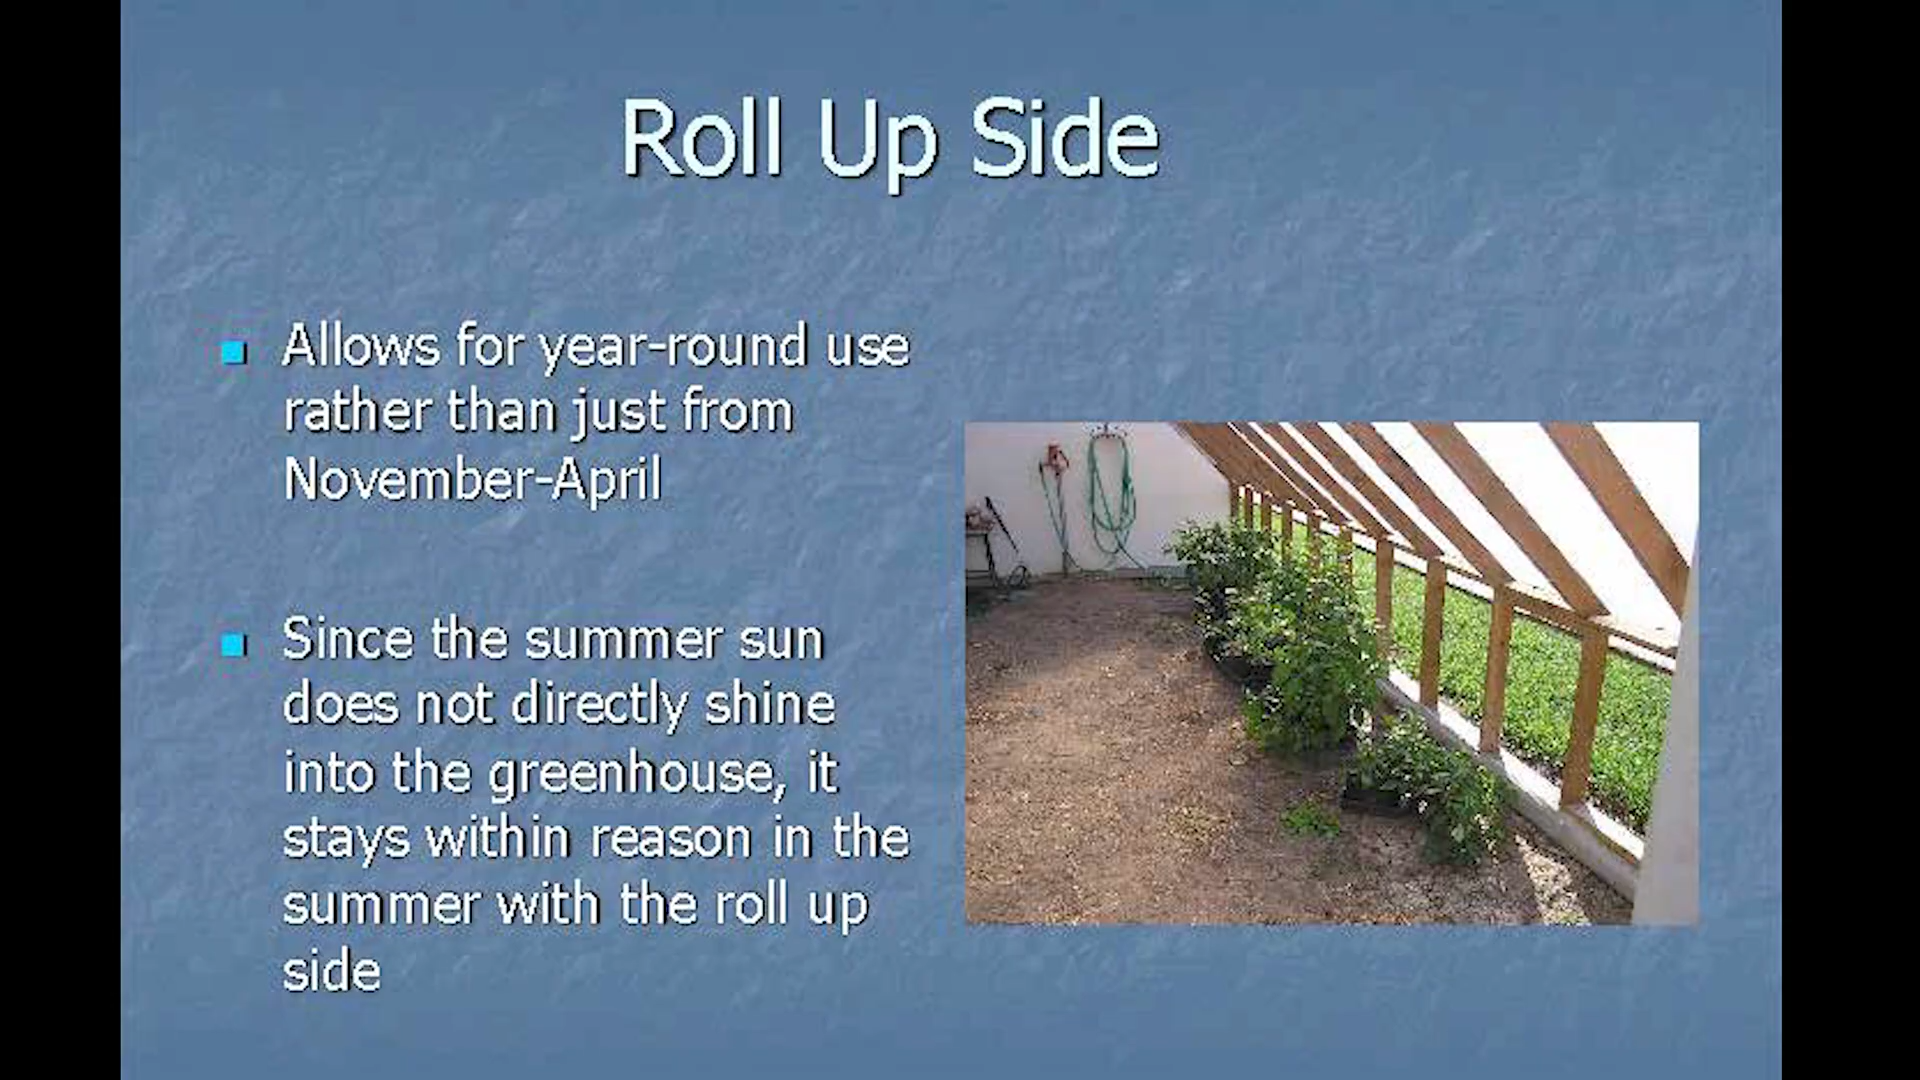 Roll Up Side
Allows for year-round use
rather than just from
November-April
Since the summer sun
does not directly shine
into the greenhouse, it
stays within reason in the
summer with the roll up
side